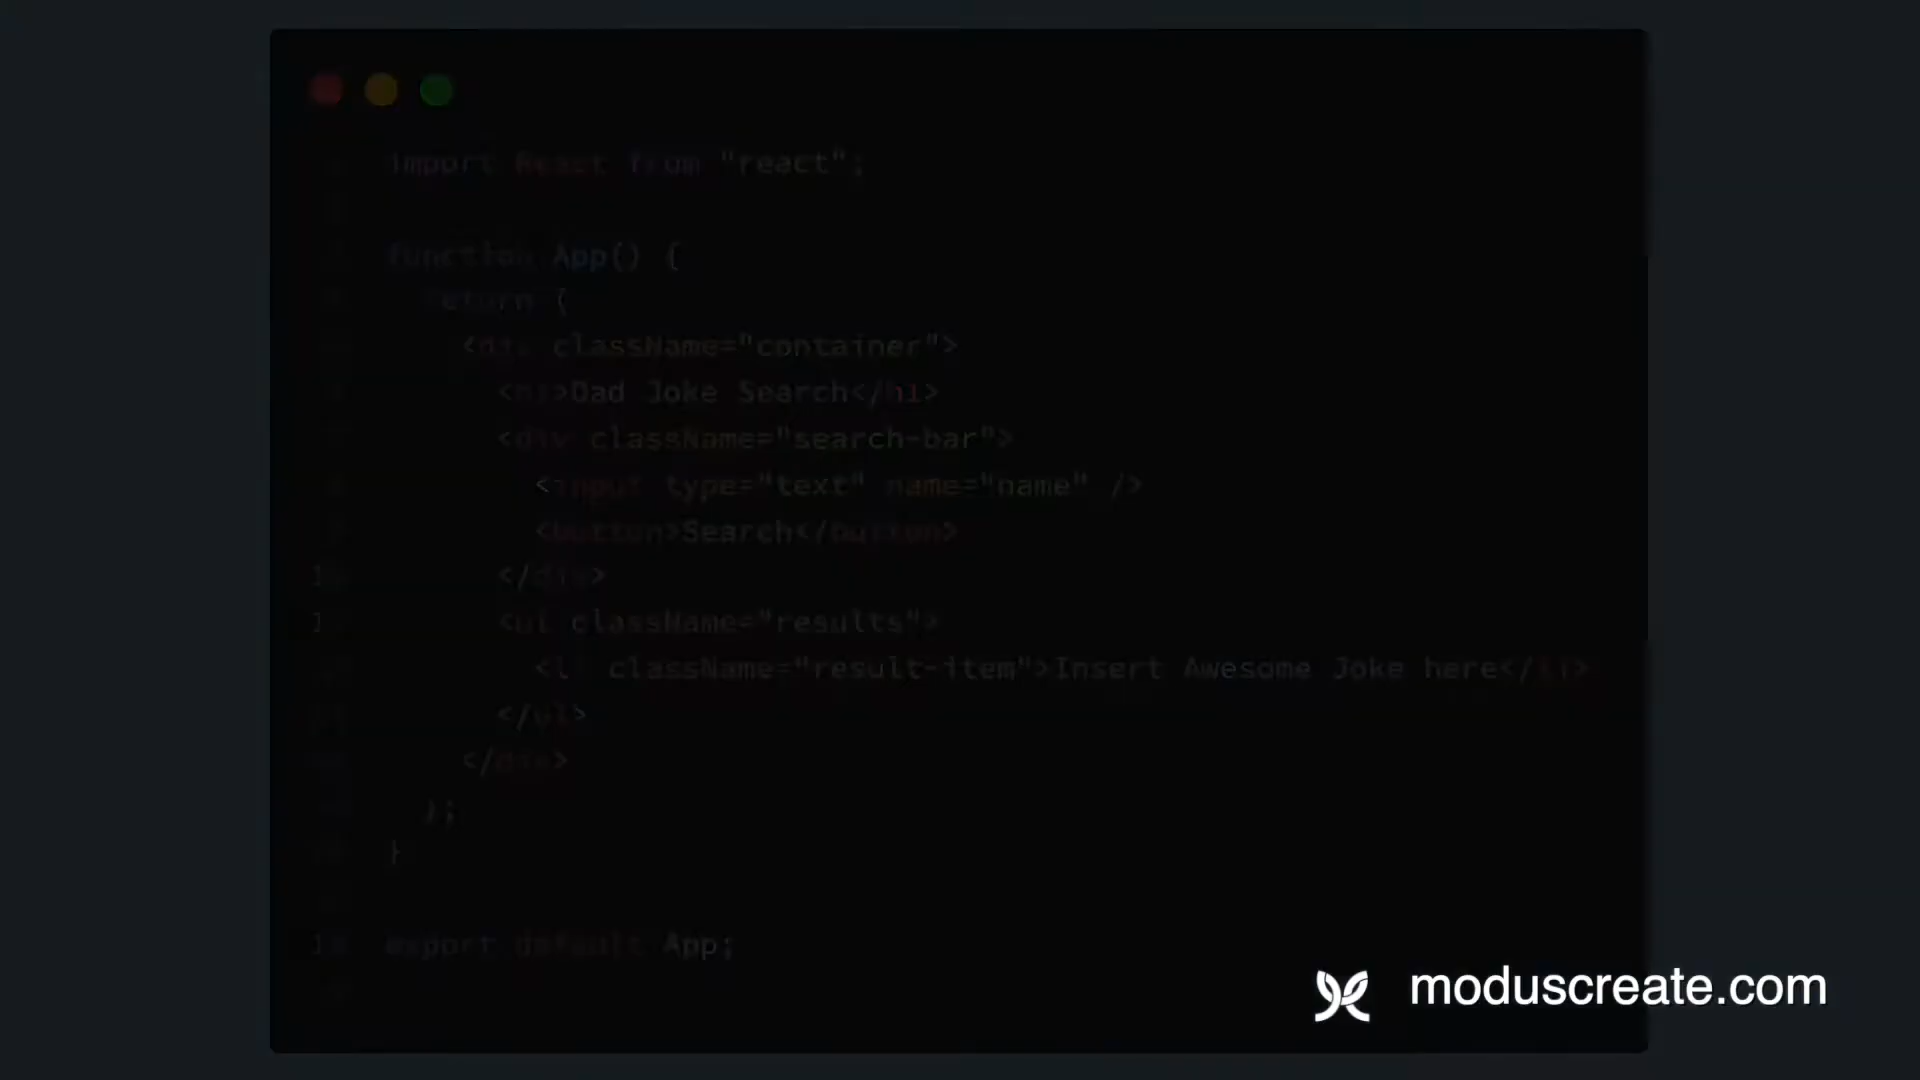 import React from "react";
function App() {
return (
<div className="container">
<h1>Dad Joke Search</h1>
<div className="search-bar">
<input type="text" name="name" />
<button>Search</button>
</div>
<ul className="results">
<li className="result-item">Insert Awesome Joke here</li>
</ul>
</div>
);
}
export default App;
moduscreate.com